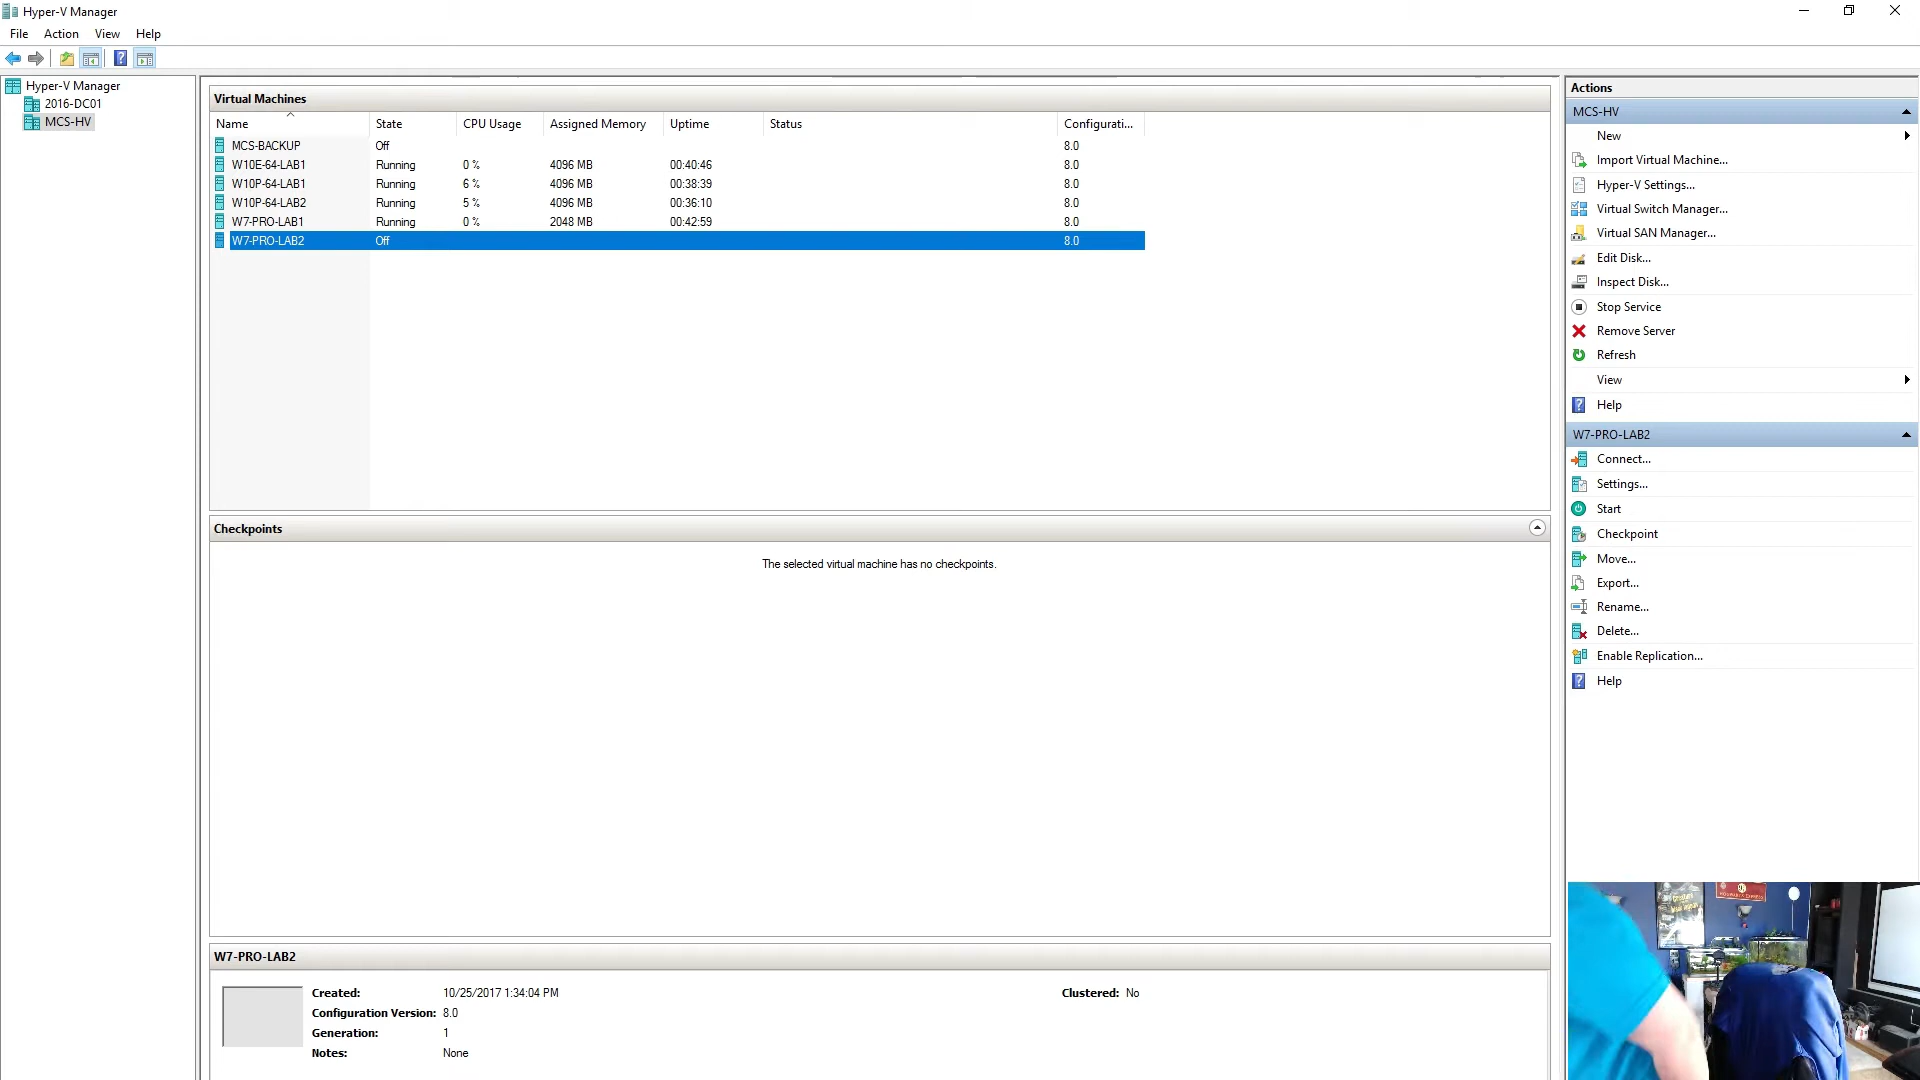 Hyper-V Manager
File Action View Help
Hyper-V Manager
2016-DC01
MCS-HV
Virtual Machines
Name State CPU Usage Assigned Memory Uptime Status Configurati...
MCS-BACKUP Off 8.0
W10E-64-LAB1 Running 0 % 4096 MB 00:40:46 8.0
W10P-64-LAB1 Running 6 % 4096 MB 00:38:39 8.0
W10P-64-LAB2 Running 5 % 4096 MB 00:36:10 8.0
W7-PRO-LAB1 Running 0 % 2048 MB 00:42:59 8.0
W7-PRO-LAB2 Off 8.0
Checkpoints
The selected virtual machine has no checkpoints.
W7-PRO-LAB2
Created: 10/25/2017 1:34:04 PM Clustered: No
Configuration Version: 8.0
Generation: 1
Notes: None
Actions
MCS-HV
New
Import Virtual Machine...
Hyper-V Settings...
Virtual Switch Manager...
Virtual SAN Manager...
Edit Disk...
Inspect Disk...
Stop Service
Remove Server
Refresh
View
Help
W7-PRO-LAB2
Connect...
Settings...
Start
Checkpoint
Move...
Export...
Rename...
Delete...
Enable Replication...
Help